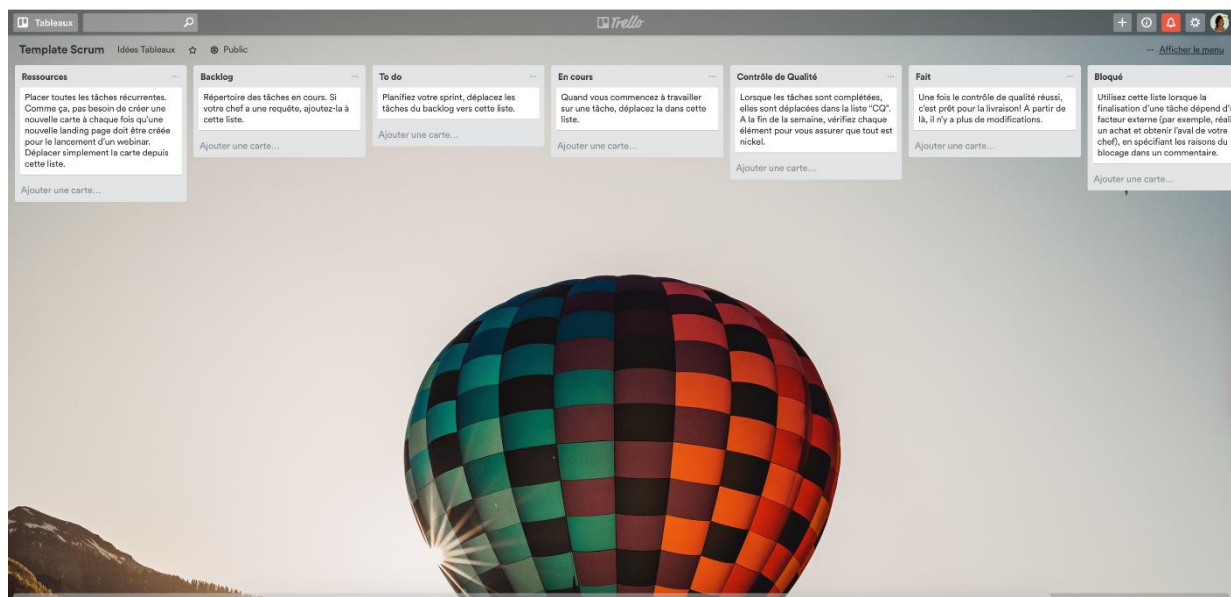 Tableaux
Trello
Template Scrum
Idées Tableaux
Public
Afficher le menu
Ressources
Placer toutes les tâches récurrentes.
Comme ça, pas besoin de créer une
nouvelle carte à chaque fois qu'une
nouvelle landing page doit être créée
pour le lancement d'un webinar.
Déplacer simplement la carte depuis
cette liste.
Ajouter une carte...
Backlog
Répertoire des tâches en cours. Si
votre chef a une requête, ajoutez-la à
cette liste.
Ajouter une carte...
To do
Planifiez votre sprint, déplacez les
tâches du backlog vers cette liste.
Ajouter une carte...
En cours
Quand vous commencez à travailler
sur une tâche, déplacez la dans cette
liste.
Ajouter une carte...
Contrôle de Qualité
Lorsque les tâches sont complétées,
elles sont déplacées dans la liste "CQ".
A la fin de la semaine, vérifiez chaque
élément pour vous assurer que tout est
nickel.
Ajouter une carte...
Fait
Une fois le contrôle de qualité réussi,
c'est prêt pour la livraison! A partir de
là, il n'y a plus de modifications.
Ajouter une carte...
Bloqué
Utilisez cette liste lorsque la
finalisation d'une tâche dépend
facteur externe (par exemple,
un achat et obtenir l'aval de votre
chef), en spécifiant les raisons du
blocage dans un commentaire.
Ajouter une carte...